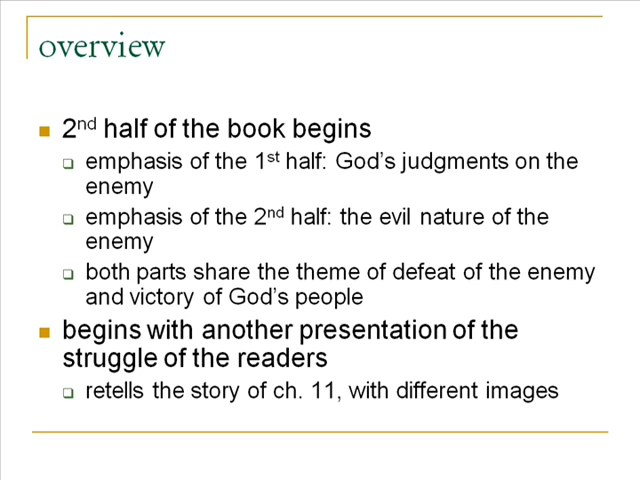 overview
2nd half of the book begins
emphasis of the 1st half: God's judgments on the
enemy
emphasis of the 2nd half: the evil nature of the
enemy
both parts share the theme of defeat of the enemy
and victory of God's people
begins with another presentation of the
struggle of the readers
retells the story of ch. 11, with different images